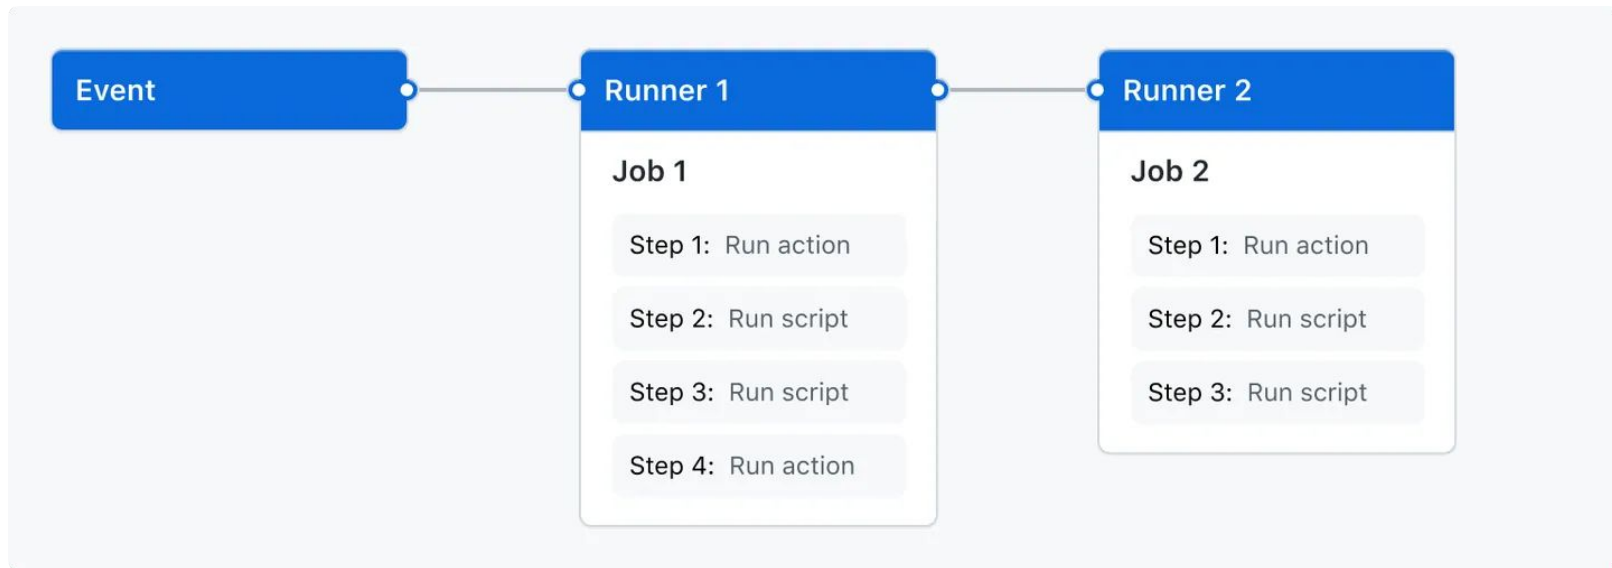 Event
Runner 1
Job 1
Step 1: Run action
Step 2: Run script
Step 3: Run script
Step 4: Run action
Runner 2
Job 2
Step 1: Run action
Step 2: Run script
Step 3: Run script